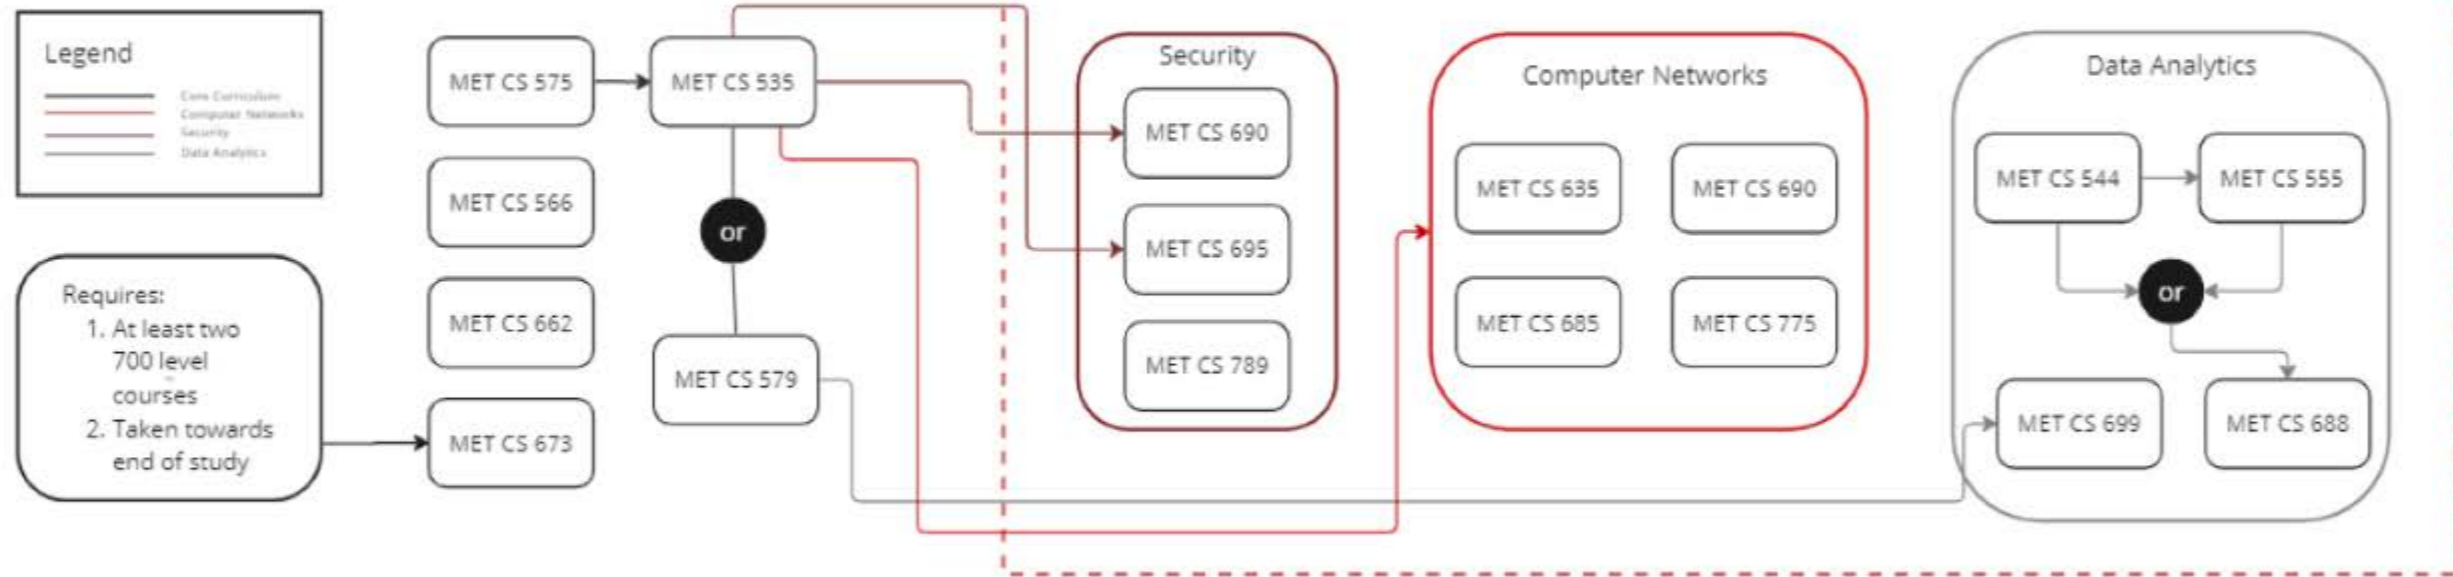 Legend
Core Curriculum
Computer Networks
Security
Data Analytics
Requires:
1. At least two
700 level
courses
2. Taken towards
end of study
MET CS 575
MET CS 566
MET CS 662
MET CS 673
MET CS 535
or
MET CS 579
Security
MET CS 690
MET CS 695
MET CS 789
Computer Networks
MET CS 635
MET CS 690
MET CS 685
MET CS 775
Data Analytics
MET CS 544
MET CS 555
or
MET CS 699
MET CS 688